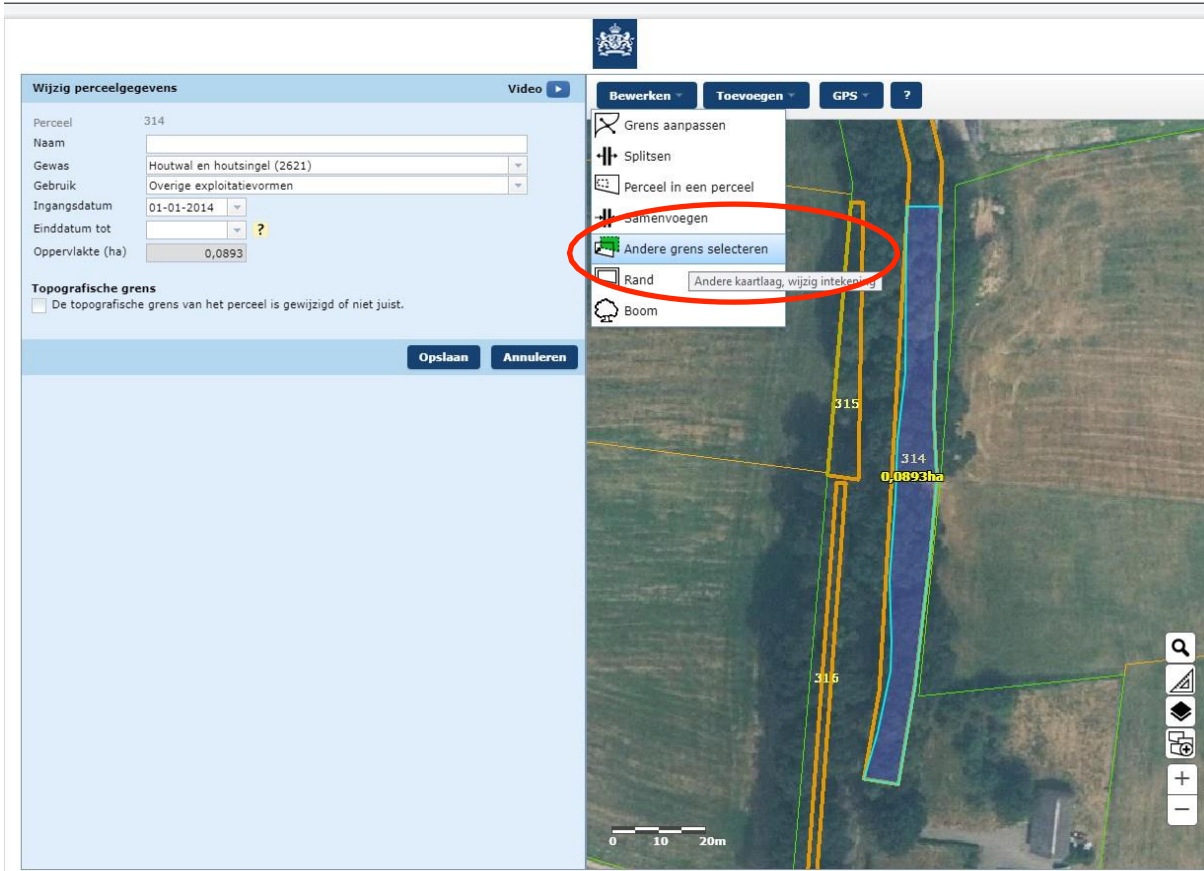 Wijzig perceelgegevens
Video
Perceel 314
Naam
Gewas Houtwal en houtsingel (2621)
Gebruik Overige exploitatievormen
Ingangsdatum 01-01-2014
Einddatum tot ?
Oppervlakte (ha) 0,0893
Topografische grens
De topografische grens van het perceel is gewijzigd of niet juist.
Opslaan Annuleren
Bewerken Toevoegen GPS ?
Grens aanpassen
Splitsen
Perceel in een perceel
Samenvoegen
Andere grens selecteren
Rand
Andere kaartlaag, wijzig intekening
Boom
315
314
0,0893ha
316
0 10 20m